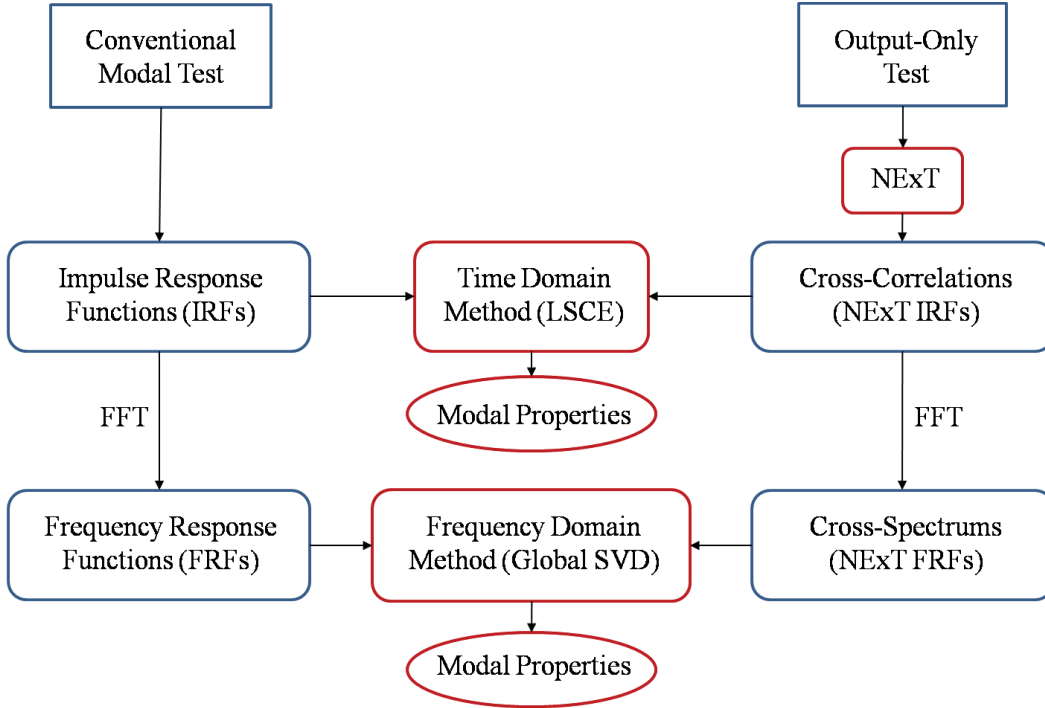 Conventional
Modal Test
Output-Only
Test
NExT
Impulse Response
Functions (IRFs)
Time Domain
Method (LSCE)
Cross-Correlations
(NExT IRFs)
Modal Properties
FFT
FFT
Frequency Response
Functions (FRFs)
Frequency Domain
Method (Global SVD)
Cross-Spectrums
(NExT FRFs)
Modal Properties